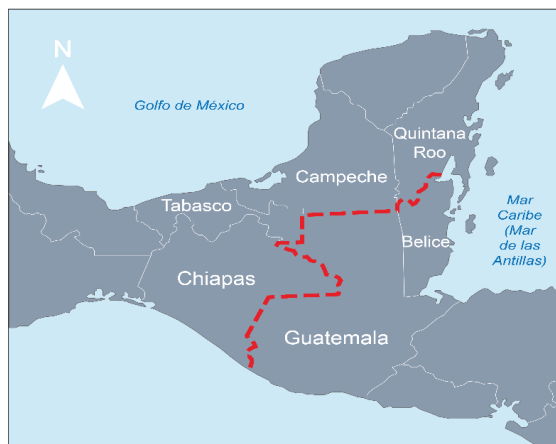 N
Golfo de México
Quintana
Roo
Campeche
Tabasco
Mar
Caribe
(Mar
de las
Antillas)
Belice
Chiapas
Guatemala